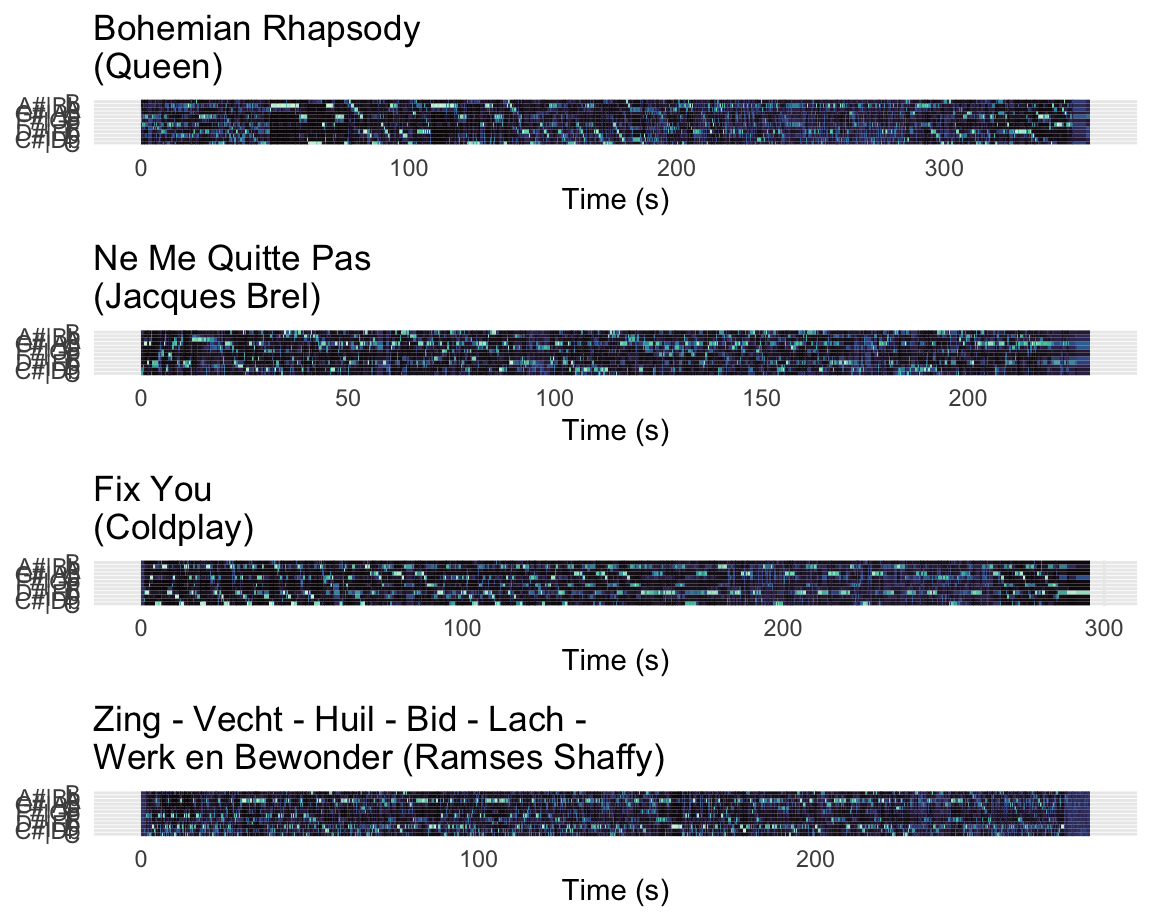 Bohemian Rhapsody
(Queen)
0 100 200 300
Time (s)
Ne Me Quitte Pas
(Jacques Brel)
0 50 100 150 200
Time (s)
Fix You
(Coldplay)
0 100 200 300
Time (s)
Zing - Vecht - Huil - Bid - Lach -
Werk en Bewonder (Ramses Shaffy)
0 100 200
Time (s)